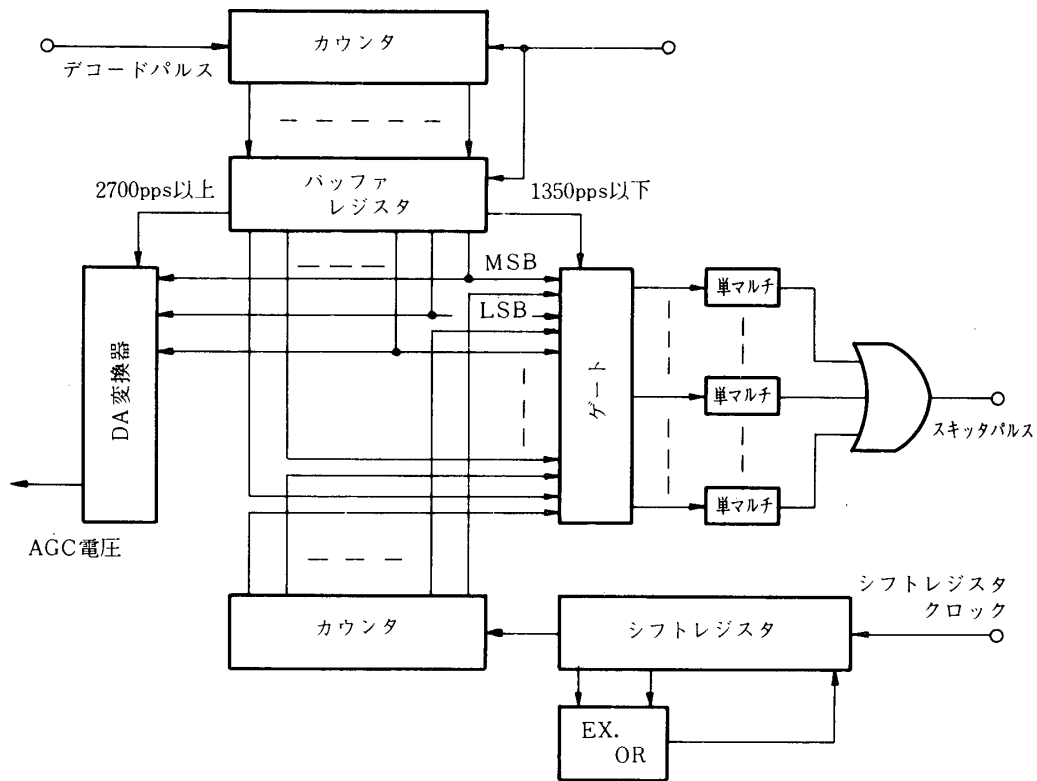 カウンタ
デコードパルス
バッファ
レジスタ
2700pps以上
1350pps以下
MSB
LSB
DA変換器
ゲート
単マルチ
単マルチ
単マルチ
スキッタパルス
AGC電圧
カウンタ
シフトレジスタ
シフトレジスタ
クロック
EX.
OR